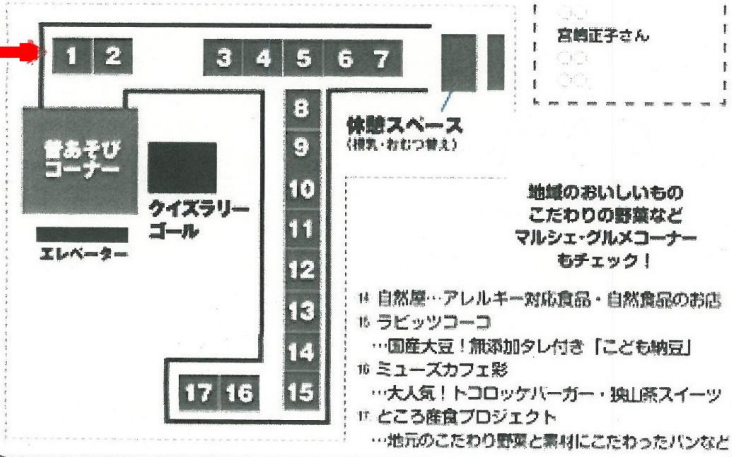 宮崎正子さん
1 2 3 4 5 6 7
8
9
10
11
12
13
14
15
17 16
昔あそび
コーナー
クイズラリー
ゴール
エレベーター
休憩スペース
(授乳・おむつ替え)
地域のおいしいもの
こだわりの野菜など
マルシェ・グルメコーナー
もチェック!
14 自然屋…アレルギー対応食品・自然食品のお店
15 ラビッツコーコ
…国産大豆!無添加タレ付き「こども納豆」
16 ミューズカフェ彩
…大人気!トコロッケバーガー・狭山茶スイーツ
17 ところ産食プロジェクト
…地元のこだわり野菜と素材にこだわったパンなど